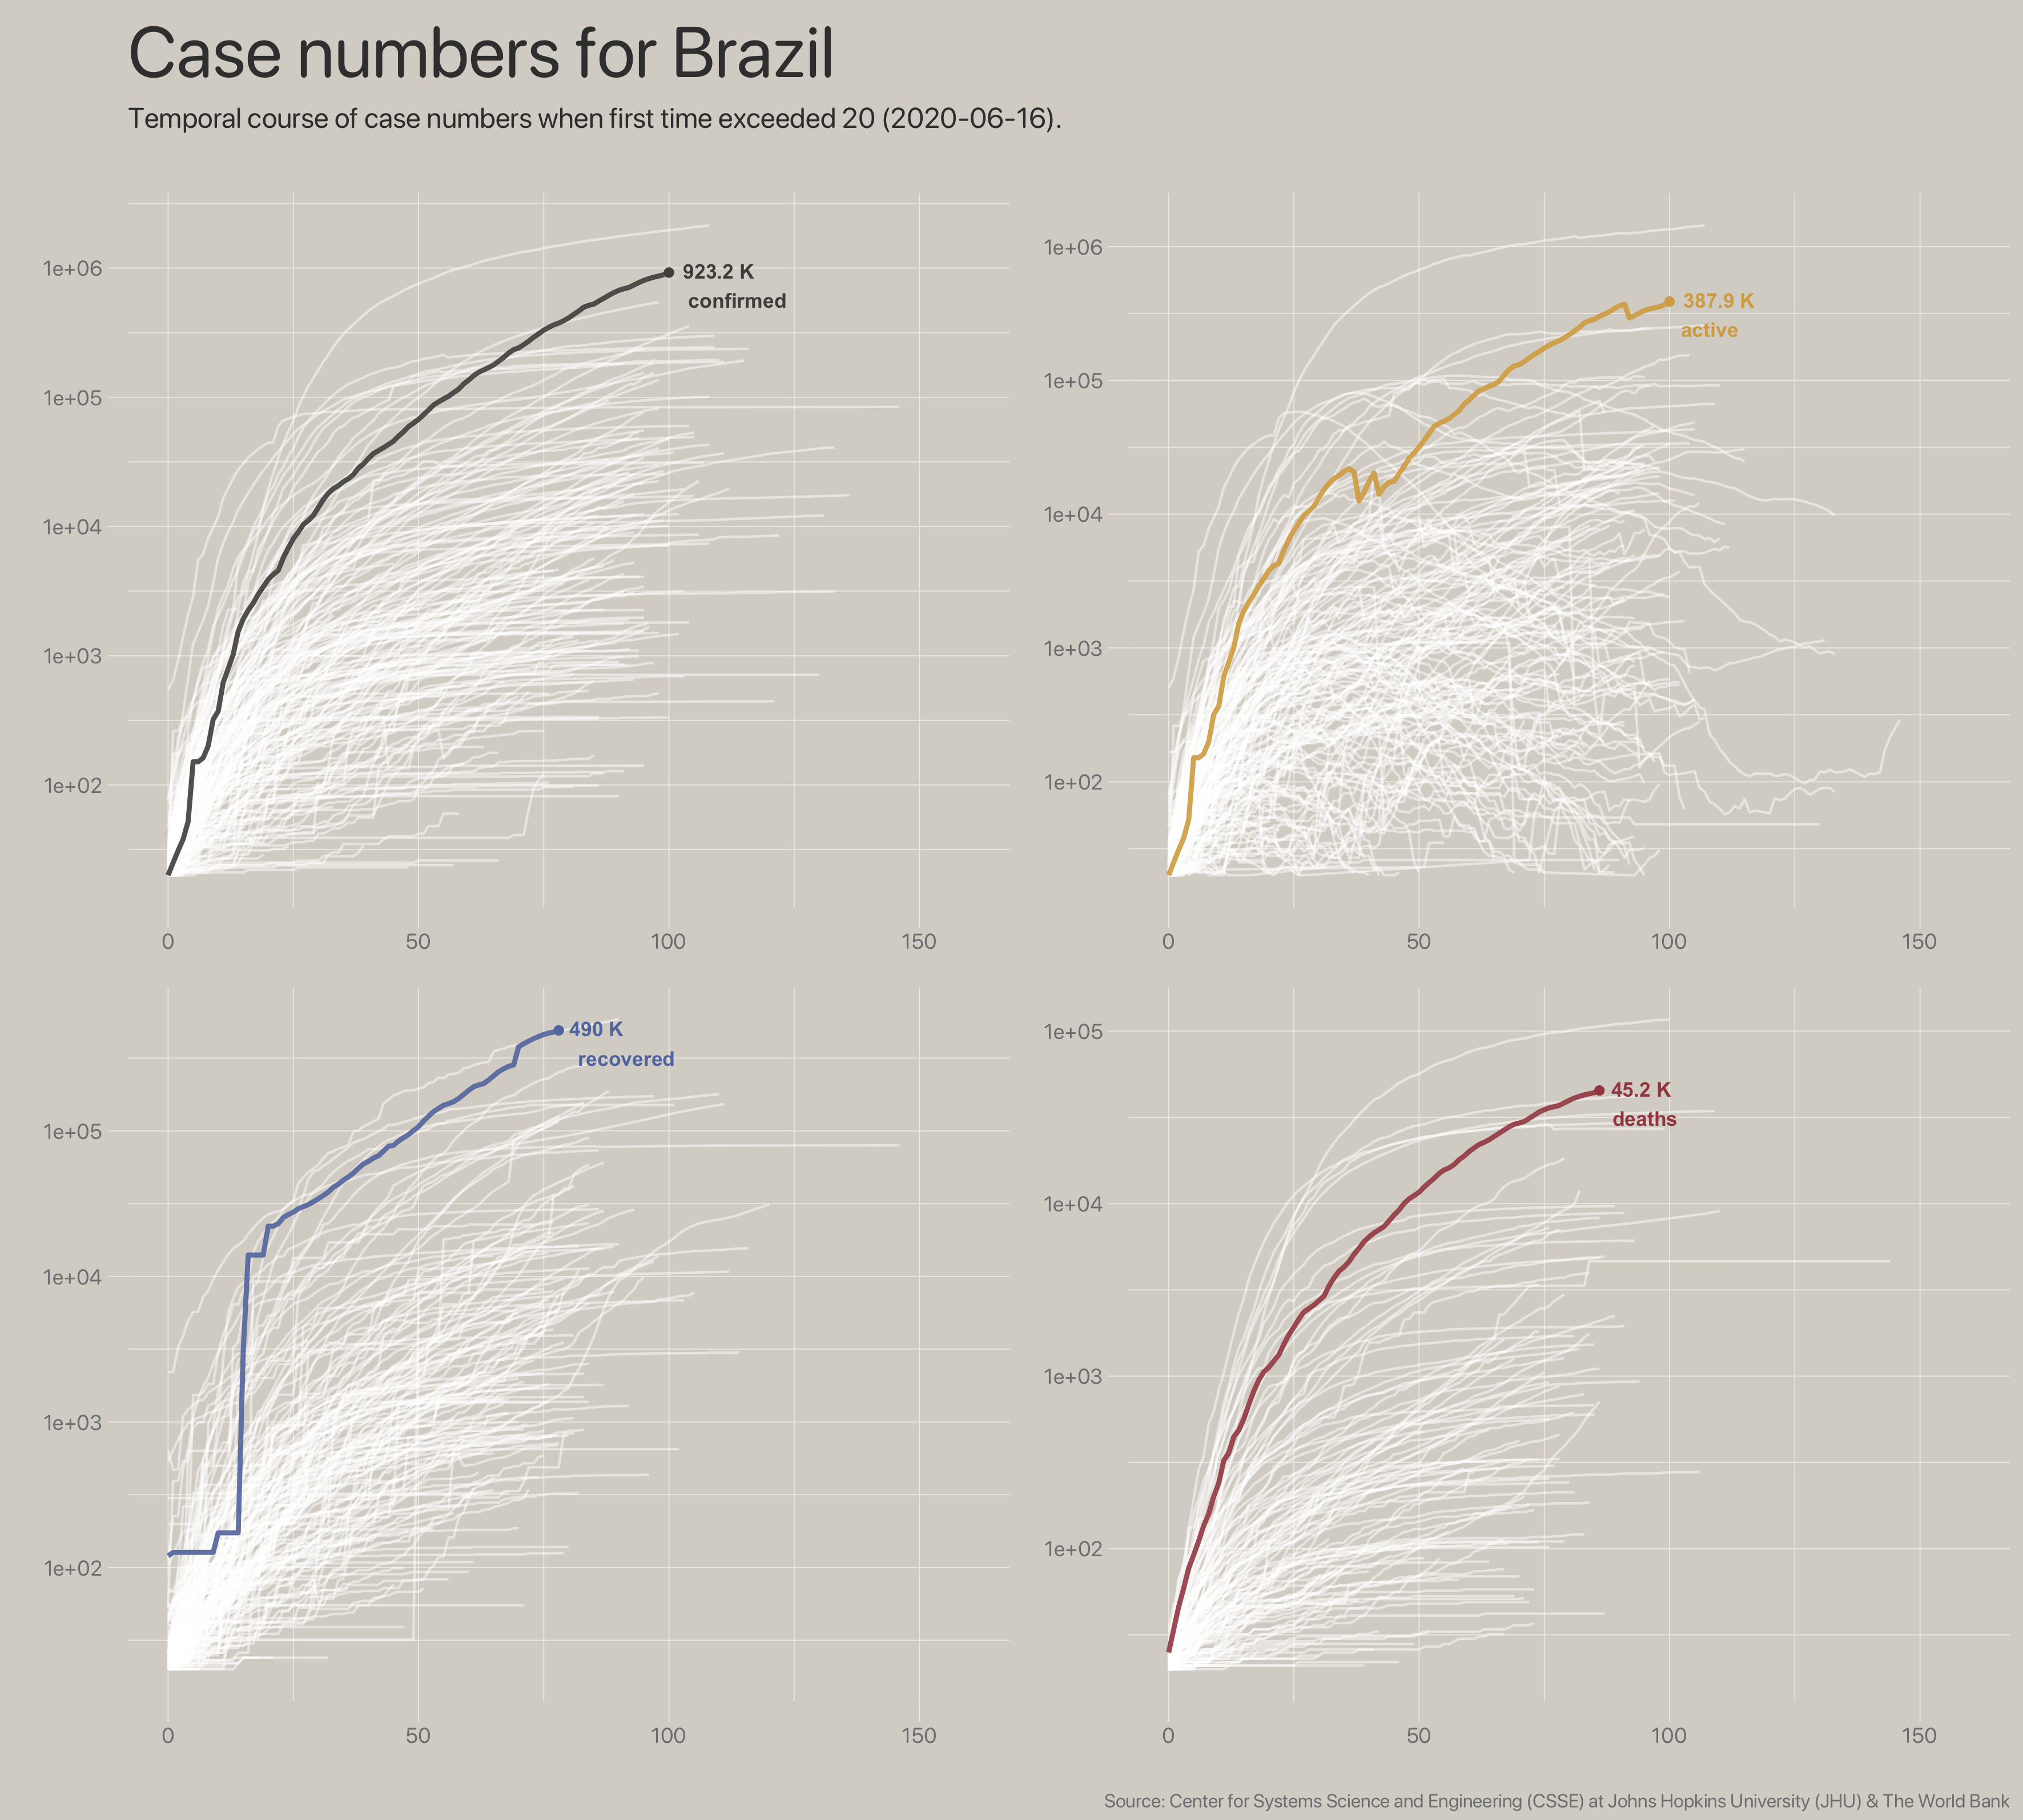 Case numbers for Brazil
Temporal course of case numbers when first time exceeded 20 (2020-06-16).
1e+06
1e+05
1e+04
1e+03
1e+02
923.2 K
confirmed
0
50
100
150
1e+06
1e+05
1e+04
1e+03
1e+02
387.9 K
active
0
50
100
150
1e+05
1e+04
1e+03
1e+02
490 K
recovered
0
50
100
150
1e+05
1e+04
1e+03
1e+02
45.2 K
deaths
0
50
100
150
Source: Center for Systems Science and Engineering (CSSE) at Johns Hopkins University (JHU) & The World Bank